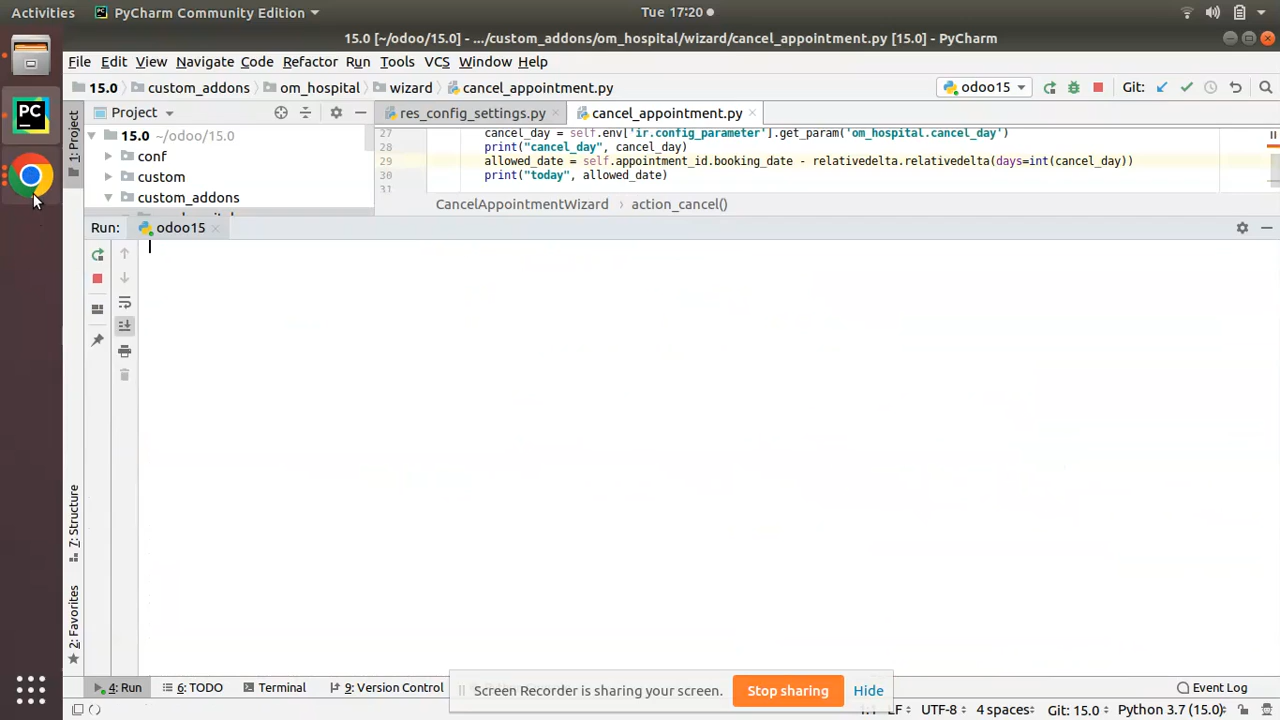 Activities PyCharm Community Edition Tue 17:20
15.0 [~/odoo/15.0] - .../custom_addons/om_hospital/wizard/cancel_appointment.py [15.0] - PyCharm
File Edit View Navigate Code Refactor Run Tools VCS Window Help
15.0 custom_addons om_hospital wizard cancel_appointment.py odoo15 Git:
1: Project
Project
res_config_settings.py cancel_appointment.py
15.0 ~/odoo/15.0
conf
custom
custom_addons
27 cancel_day = self.env['ir.config_parameter'].get_param('om_hospital.cancel_day')
28 print("cancel_day", cancel_day)
29 allowed_date = self.appointment_id.booking_date - relativedelta.relativedelta(days=int(cancel_day))
30 print("today", allowed_date)
31
CancelAppointmentWizard action_cancel()
Run: odoo15
7: Structure
2: Favorites
4: Run 6: TODO Terminal 9: Version Control Event Log
Screen Recorder is sharing your screen. Stop sharing Hide
1:1 LF UTF-8 4 spaces Git: 15.0 Python 3.7 (15.0)